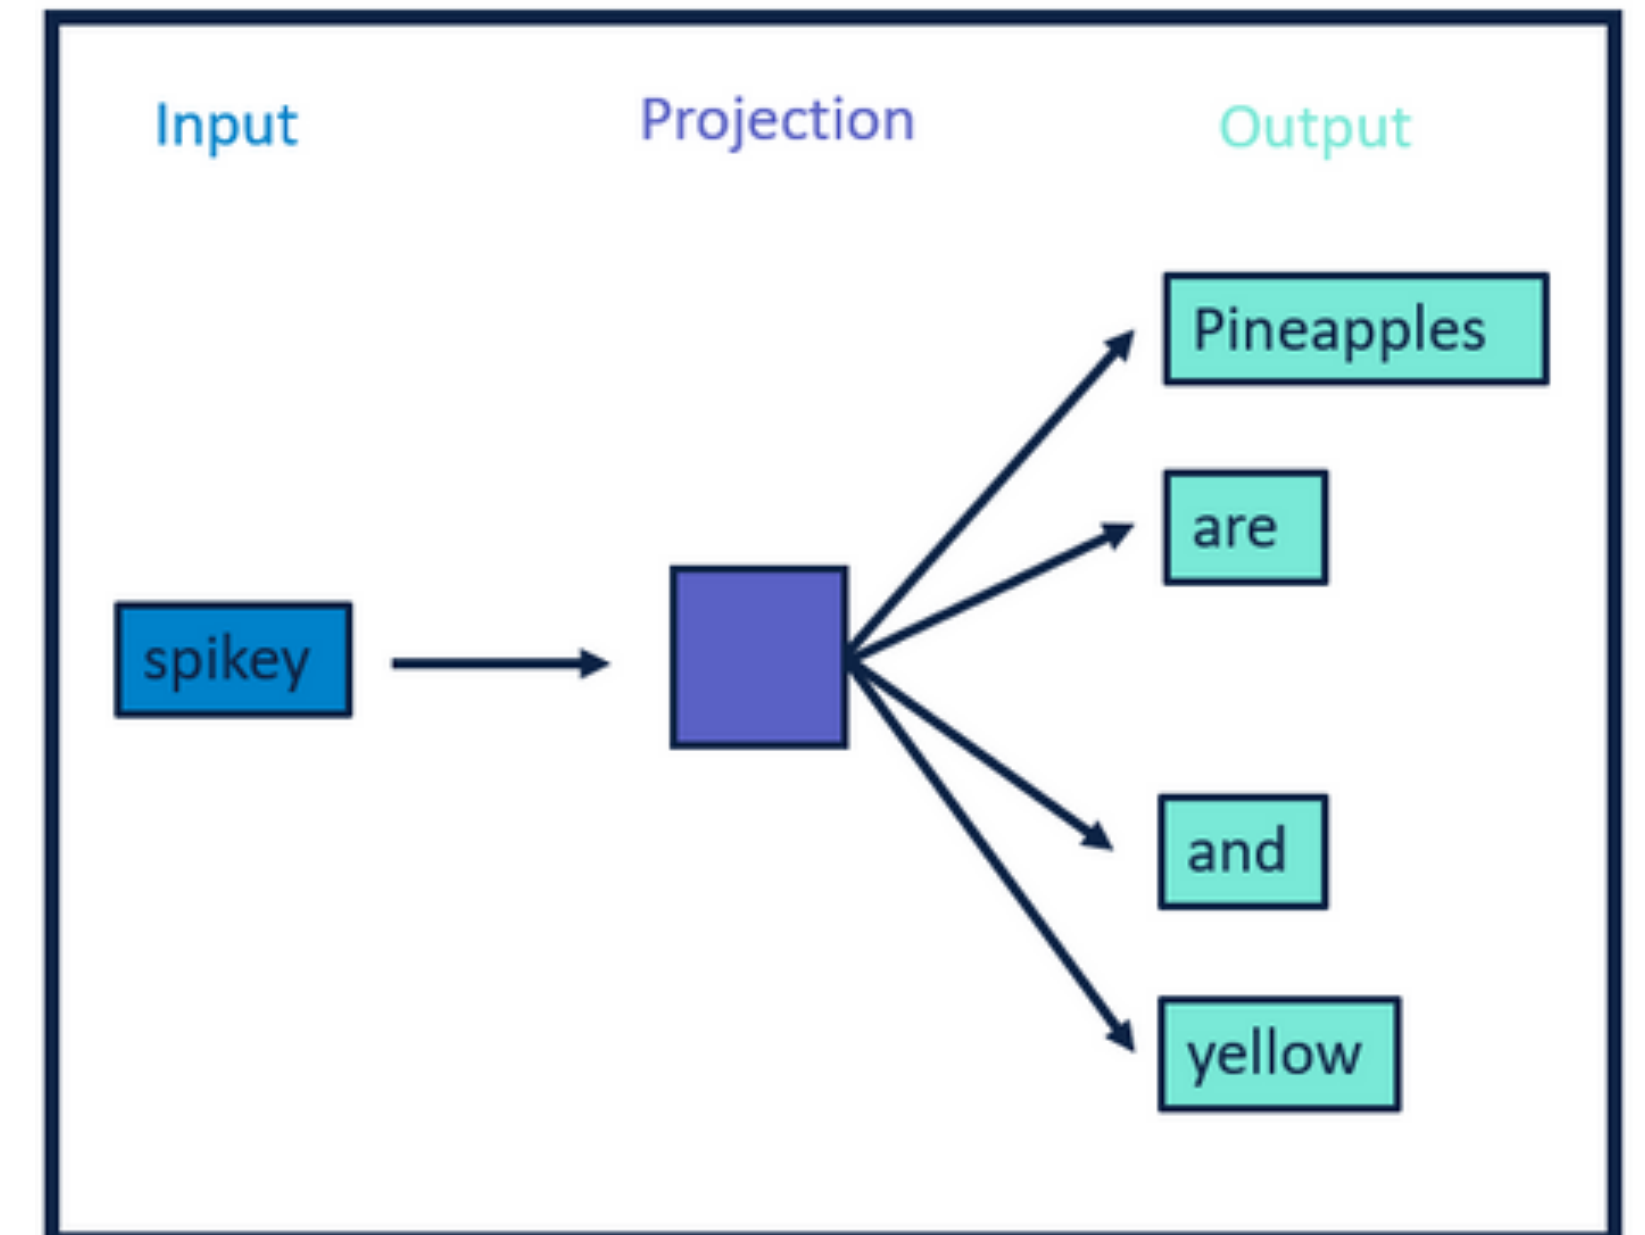 Input
Projection
Output
Pineapples
are
spikey
and
yellow